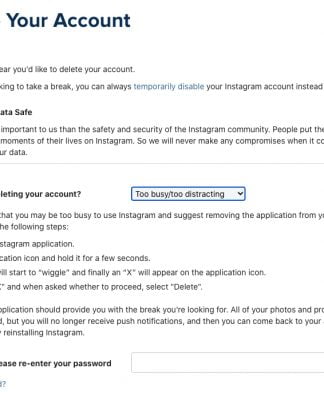 Your Account
ear you'd like to delete your account.
king to take a break, you can always temporarily disable your Instagram account instead
ata Safe
important to us than the safety and security of the Instagram community. People put the
moments of their lives on Instagram. So we will never make any compromises when it co
ur data.
eleting your account? Too busy/too distracting
that you may be too busy to use Instagram and suggest removing the application from yo
the following steps:
stagram application.
cation icon and hold it for a few seconds.
will start to "wiggle" and finally an "X" will appear on the application icon.
X" and when asked whether to proceed, select "Delete".
pplication should provide you with the break you're looking for. All of your photos and pro
d, but you will no longer receive push notifications, and then you can come back to your
y reinstalling Instagram.
ease re-enter your password
d?